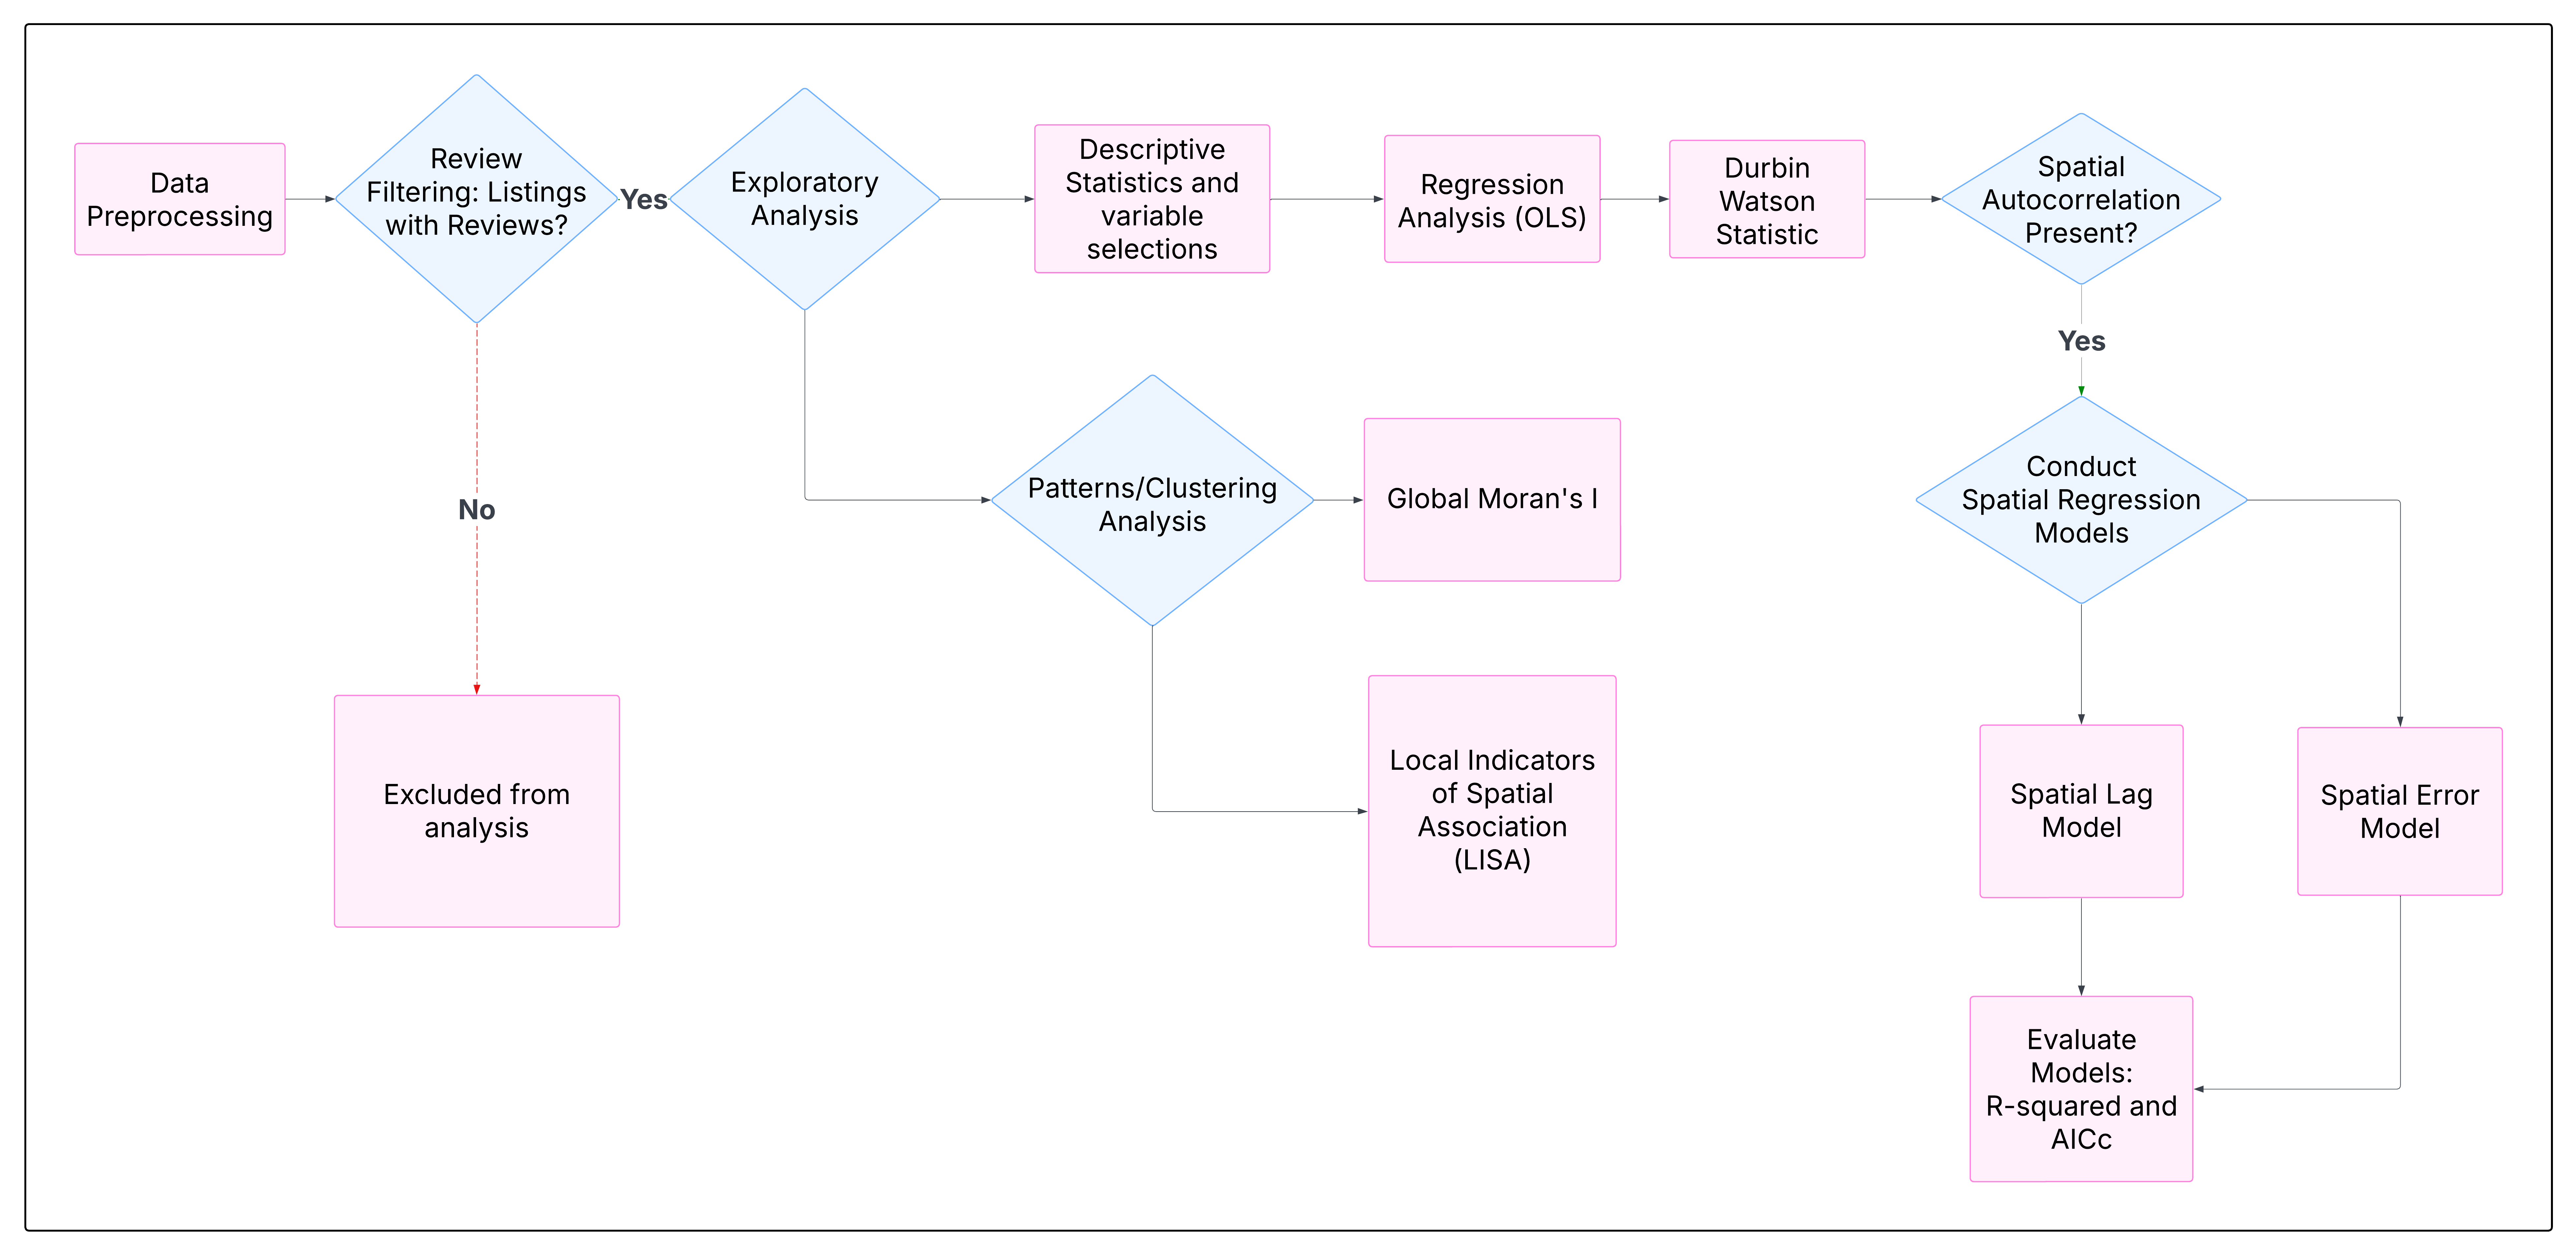 Data
Preprocessing
Review
Filtering: Listings
with Reviews?
Yes
Exploratory
Analysis
Descriptive
Statistics and
variable
selections
Regression
Analysis (OLS)
Durbin
Watson
Statistic
Spatial
Autocorrelation
Present?
Yes
No
Patterns/Clustering
Analysis
Global Moran's I
Conduct
Spatial Regression
Models
Excluded from
analysis
Local Indicators
of Spatial
Association
(LISA)
Spatial Lag
Model
Spatial Error
Model
Evaluate
Models:
R-squared and
AICc